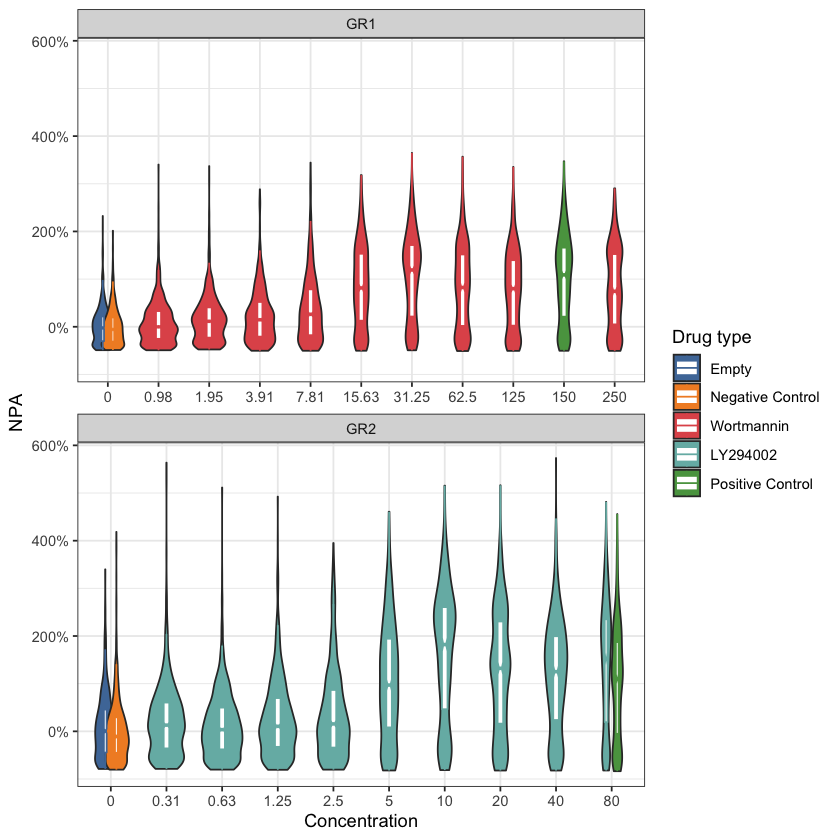 GR1
600%
400%
200%
0%
0 0.98 1.95 3.91 7.81 15.63 31.25 62.5 125 150 250
NPA
GR2
600%
400%
200%
0%
0 0.31 0.63 1.25 2.5 5 10 20 40 80
Concentration
Drug type
Empty
Negative Control
Wortmannin
LY294002
Positive Control